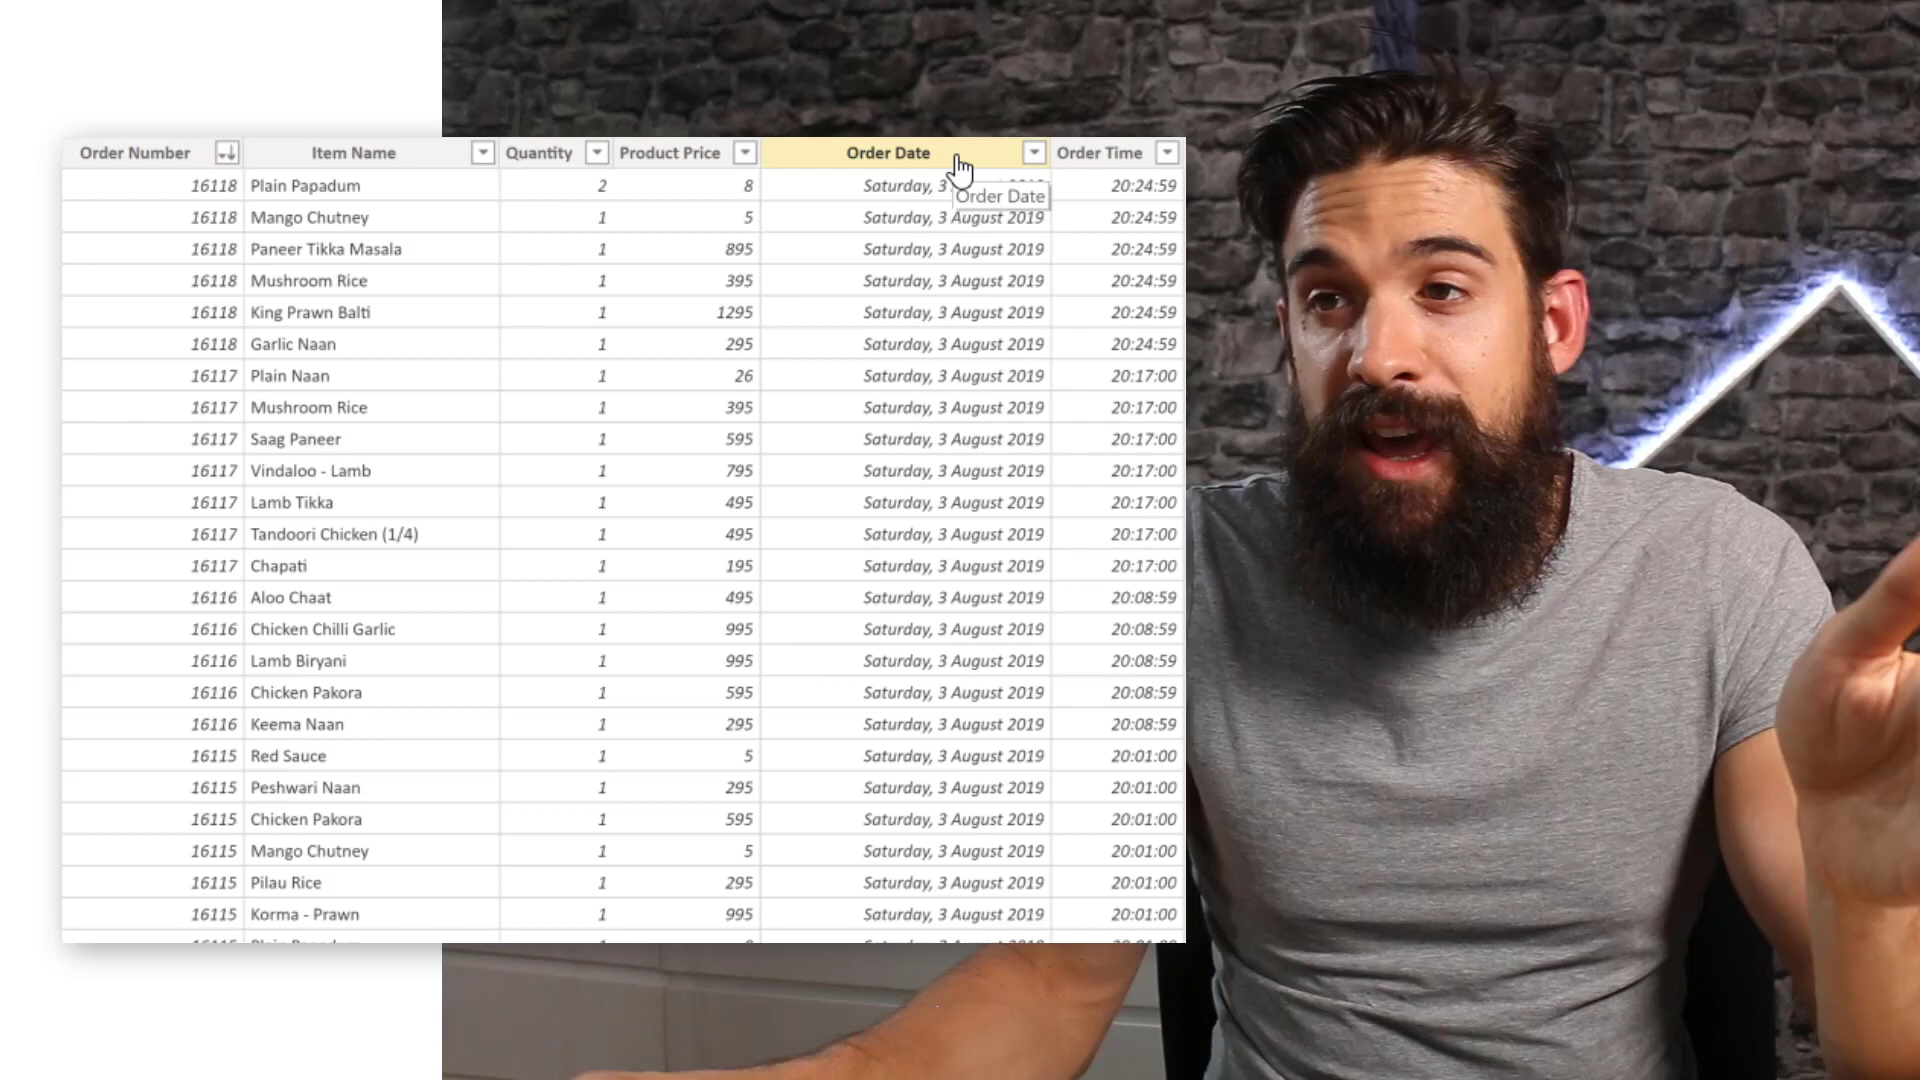 Order Number Item Name Quantity Product Price Order Date Order Time
16118 Plain Papadum 2 8 Saturday, 3 20:24:59
Order Date
16118 Mango Chutney 1 5 Saturday, 3 August 2019 20:24:59
16118 Paneer Tikka Masala 1 895 Saturday, 3 August 2019 20:24:59
16118 Mushroom Rice 1 395 Saturday, 3 August 2019 20:24:59
16118 King Prawn Balti 1 1295 Saturday, 3 August 2019 20:24:59
16118 Garlic Naan 1 295 Saturday, 3 August 2019 20:24:59
16117 Plain Naan 1 26 Saturday, 3 August 2019 20:17:00
16117 Mushroom Rice 1 395 Saturday, 3 August 2019 20:17:00
16117 Saag Paneer 1 595 Saturday, 3 August 2019 20:17:00
16117 Vindaloo - Lamb 1 795 Saturday, 3 August 2019 20:17:00
16117 Lamb Tikka 1 495 Saturday, 3 August 2019 20:17:00
16117 Tandoori Chicken (1/4) 1 495 Saturday, 3 August 2019 20:17:00
16117 Chapati 1 195 Saturday, 3 August 2019 20:17:00
16116 Aloo Chaat 1 495 Saturday, 3 August 2019 20:08:59
16116 Chicken Chilli Garlic 1 995 Saturday, 3 August 2019 20:08:59
16116 Lamb Biryani 1 995 Saturday, 3 August 2019 20:08:59
16116 Chicken Pakora 1 595 Saturday, 3 August 2019 20:08:59
16116 Keema Naan 1 295 Saturday, 3 August 2019 20:08:59
16115 Red Sauce 1 5 Saturday, 3 August 2019 20:01:00
16115 Peshwari Naan 1 295 Saturday, 3 August 2019 20:01:00
16115 Chicken Pakora 1 595 Saturday, 3 August 2019 20:01:00
16115 Mango Chutney 1 5 Saturday, 3 August 2019 20:01:00
16115 Pilau Rice 1 295 Saturday, 3 August 2019 20:01:00
16115 Korma - Prawn 1 995 Saturday, 3 August 2019 20:01:00